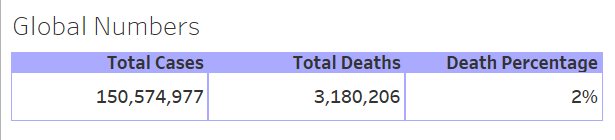 Global Numbers
Total Cases Total Deaths Death Percentage
150,574,977 3,180,206 2%